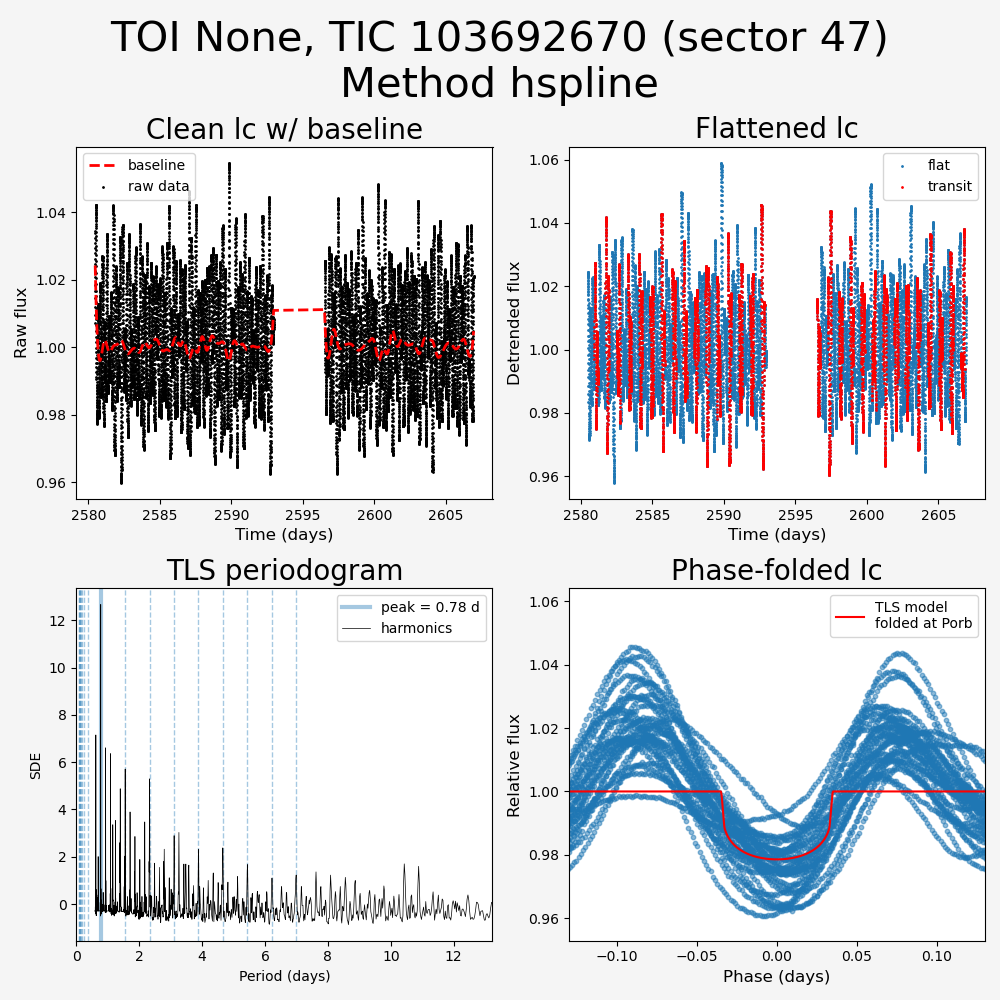 TOI None, TIC 103692670 (sector 47)
Method hspline
Clean lc w/ baseline
baseline
raw data
1.04
1.02
1.00
0.98
0.96
Raw flux
2580
2585
2590
2595
2600
2605
Time (days)
Flattened lc
flat
transit
1.06
1.04
1.02
1.00
0.98
0.96
Detrended flux
2580
2585
2590
2595
2600
2605
Time (days)
TLS periodogram
peak = 0.78 d
harmonics
12
10
8
6
4
2
0
SDE
0
2
4
6
8
10
12
Period (days)
Phase-folded lc
TLS model
folded at Porb
1.06
1.04
1.02
1.00
0.98
0.96
Relative flux
−0.10
−0.05
0.00
0.05
0.10
Phase (days)